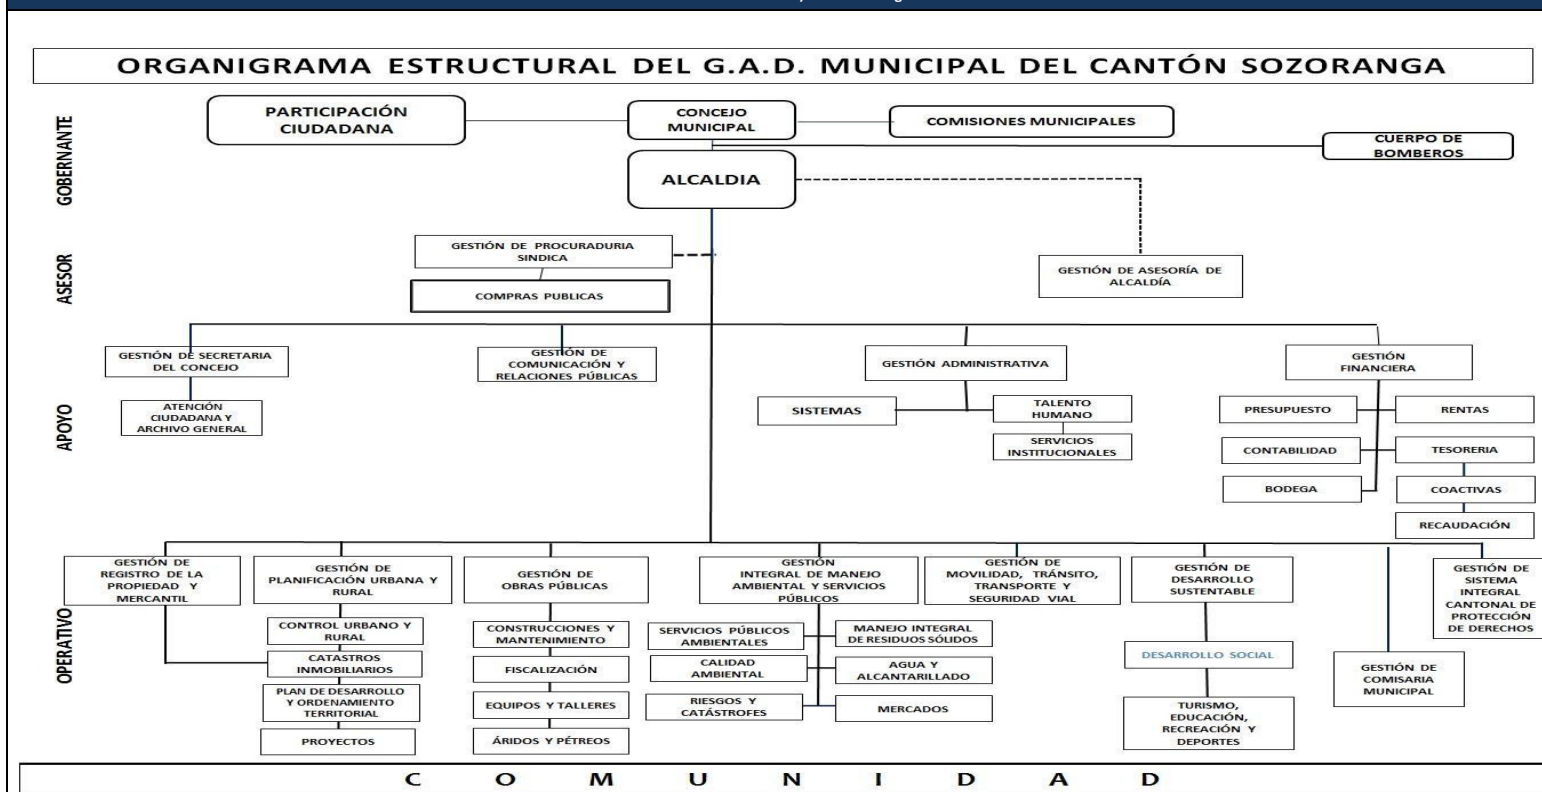 ORGANIGRAMA ESTRUCTURAL DEL G.A.D. MUNICIPAL DEL CANTÓN SOZORANGA
GOBERNANTE
PARTICIPACIÓN
CIUDADANA
CONCEJO
MUNICIPAL
COMISIONES MUNICIPALES
CUERPO DE
BOMBEROS
ALCALDIA
ASESOR
GESTIÓN DE PROCURADURIA
SINDICA
COMPRAS PUBLICAS
GESTIÓN DE ASESORÍA DE
ALCALDÍA
APOYO
GESTIÓN DE SECRETARIA
DEL CONCEJO
ATENCIÓN
CIUDADANA Y
ARCHIVO GENERAL
GESTIÓN DE
COMUNICACIÓN Y
RELACIONES PÚBLICAS
GESTIÓN ADMINISTRATIVA
SISTEMAS
TALENTO
HUMANO
SERVICIOS
INSTITUCIONALES
GESTIÓN
FINANCIERA
PRESUPUESTO
RENTAS
CONTABILIDAD
TESORERIA
BODEGA
COACTIVAS
RECAUDACIÓN
OPERATIVO
GESTIÓN DE
REGISTRO DE LA
PROPIEDAD Y
MERCANTIL
GESTIÓN DE
PLANIFICACIÓN URBANA Y
RURAL
CONTROL URBANO Y
RURAL
CATASTROS
INMOBILIARIOS
PLAN DE DESARROLLO
Y ORDENAMIENTO
TERRITORIAL
PROYECTOS
GESTIÓN DE
OBRAS PÚBLICAS
CONSTRUCCIONES Y
MANTENIMIENTO
FISCALIZACIÓN
EQUIPOS Y TALLERES
ÁRIDOS Y PÉTREOS
GESTIÓN
INTEGRAL DE MANEJO
AMBIENTAL Y SERVICIOS
PÚBLICOS
SERVICIOS PÚBLICOS
AMBIENTALES
MANEJO INTEGRAL
DE RESIDUOS SÓLIDOS
CALIDAD
AMBIENTAL
AGUA Y
ALCANTARILLADO
RIESGOS Y
CATÁSTROFES
MERCADOS
GESTIÓN DE
MOVILIDAD, TRÁNSITO,
TRANSPORTE Y
SEGURIDAD VIAL
GESTIÓN DE
DESARROLLO
SUSTENTABLE
DESARROLLO SOCIAL
TURISMO,
EDUCACIÓN,
RECREACIÓN Y
DEPORTES
GESTIÓN DE
COMISARIA
MUNICIPAL
GESTIÓN DE
SISTEMA
INTEGRAL
CANTONAL DE
PROTECCIÓN
DE DERECHOS
C O M U N I D A D